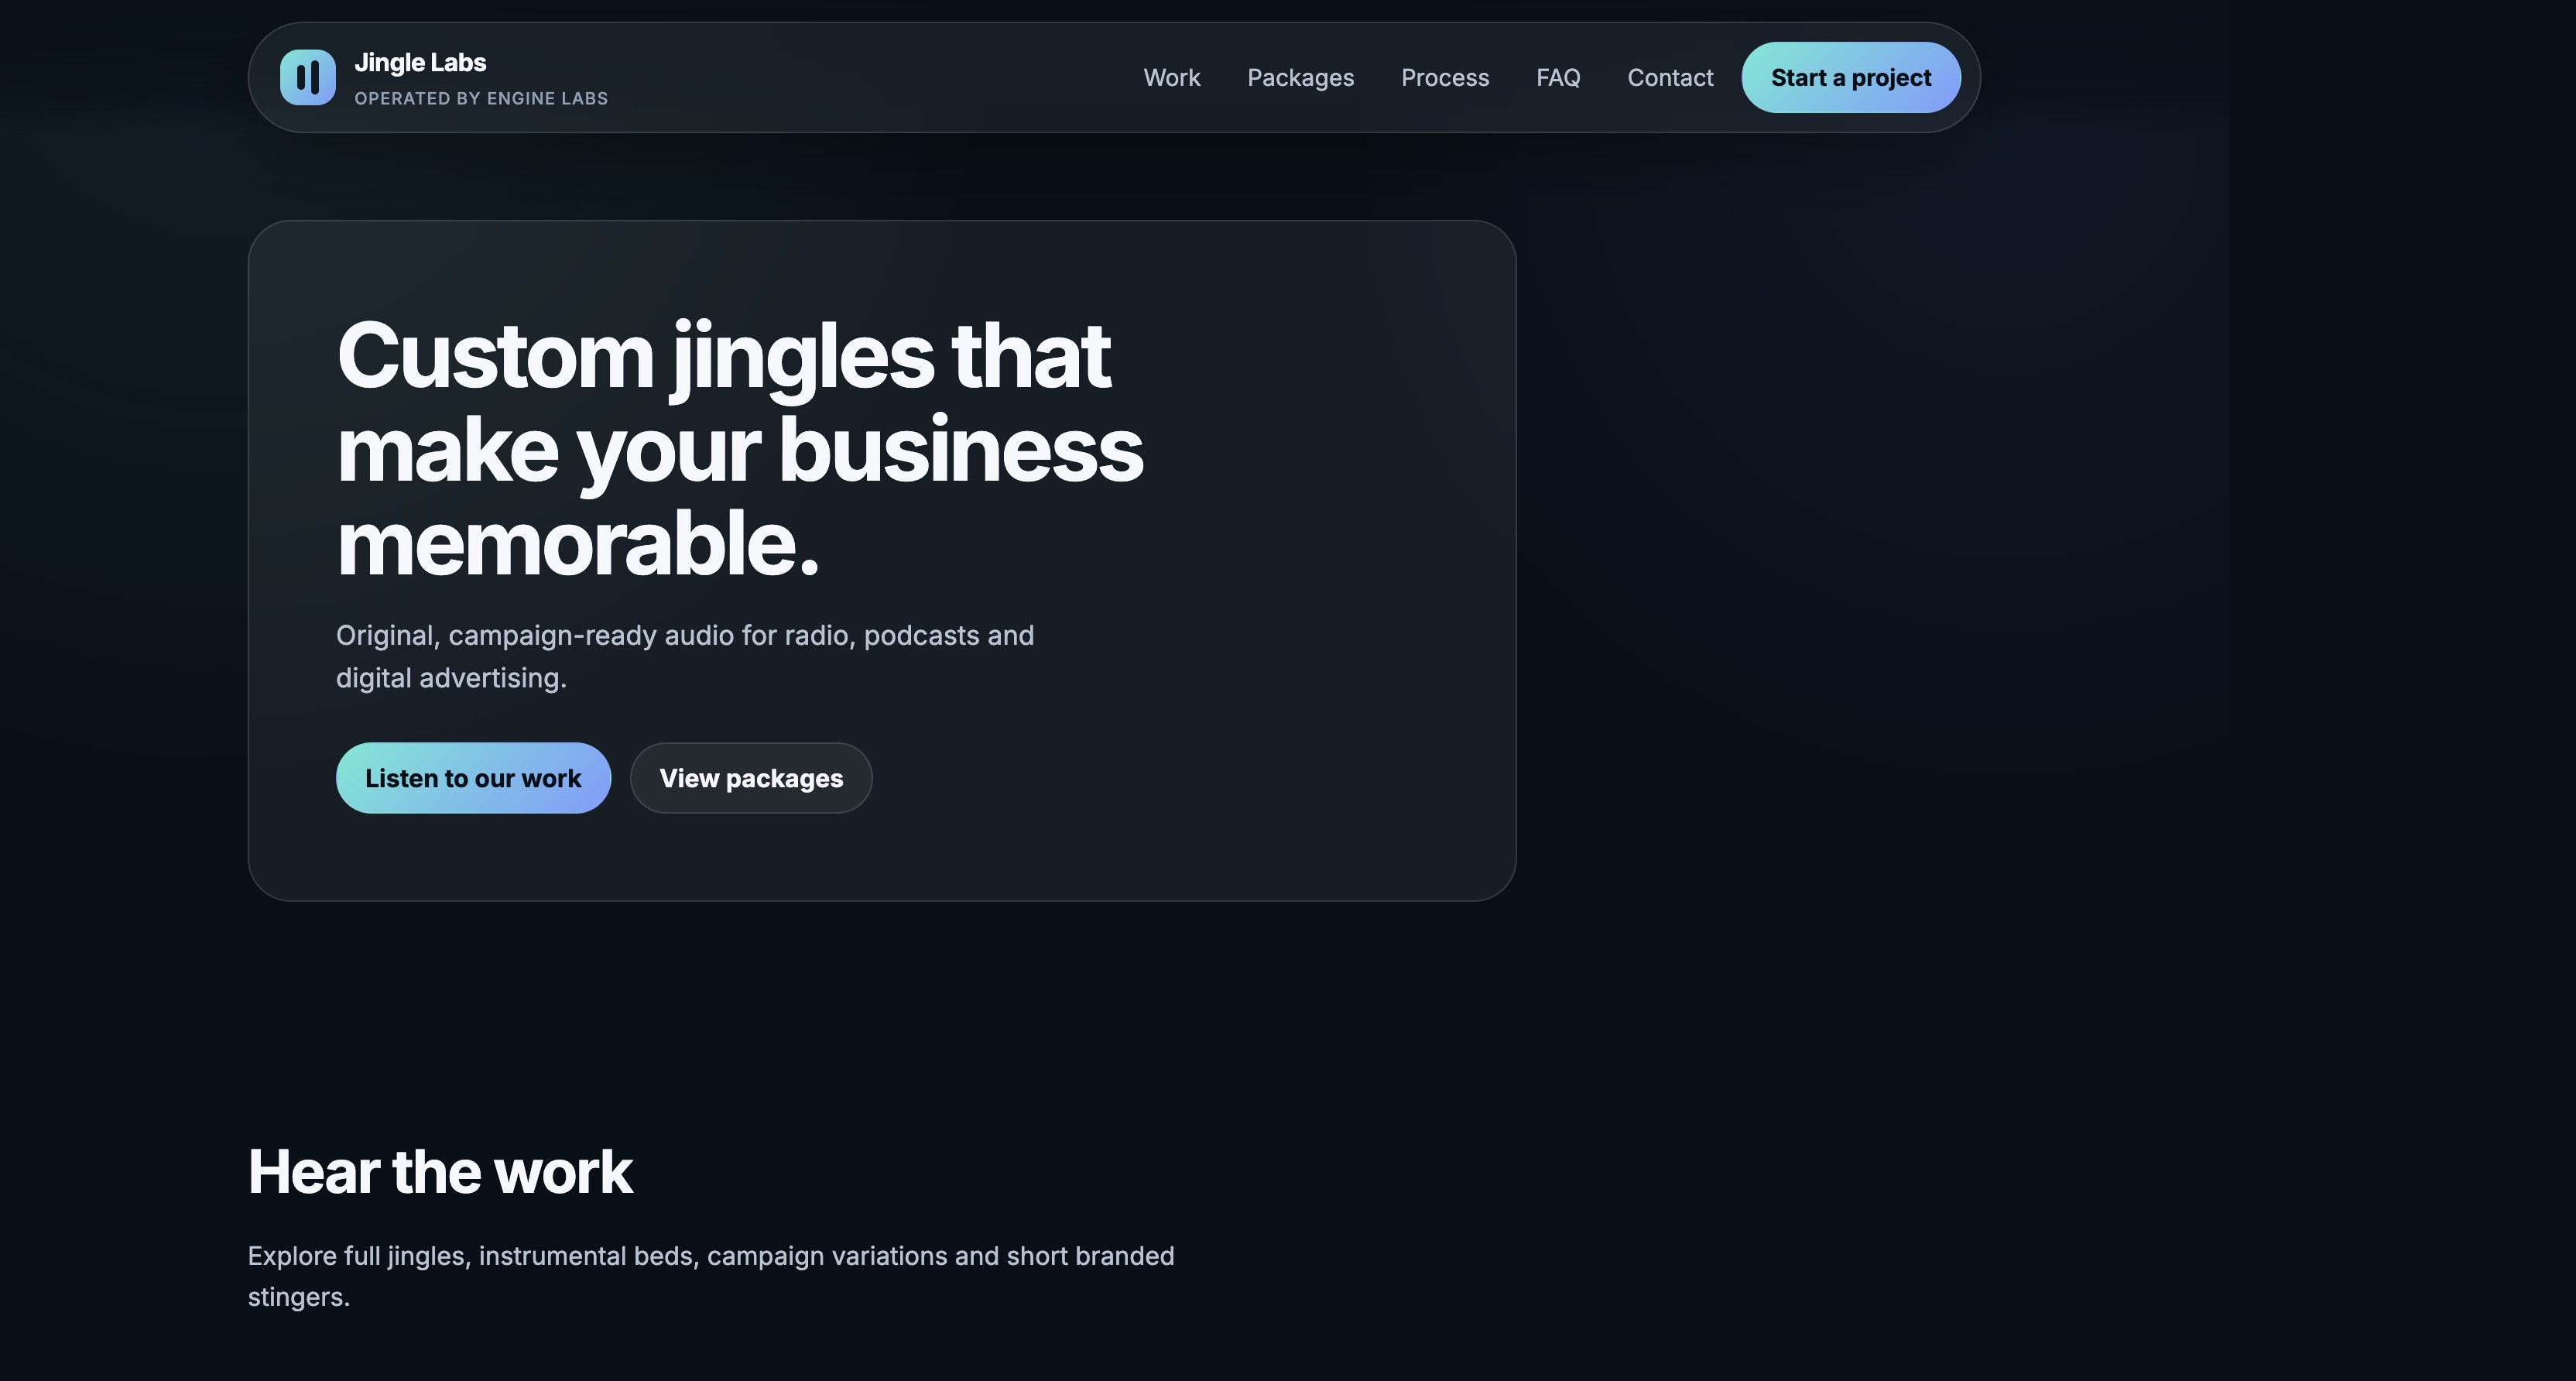 Jingle Labs
OPERATED BY ENGINE LABS
Work
Packages
Process
FAQ
Contact
Start a project
Custom jingles that
make your business
memorable.
Original, campaign-ready audio for radio, podcasts and
digital advertising.
Listen to our work
View packages
Hear the work
Explore full jingles, instrumental beds, campaign variations and short branded
stingers.